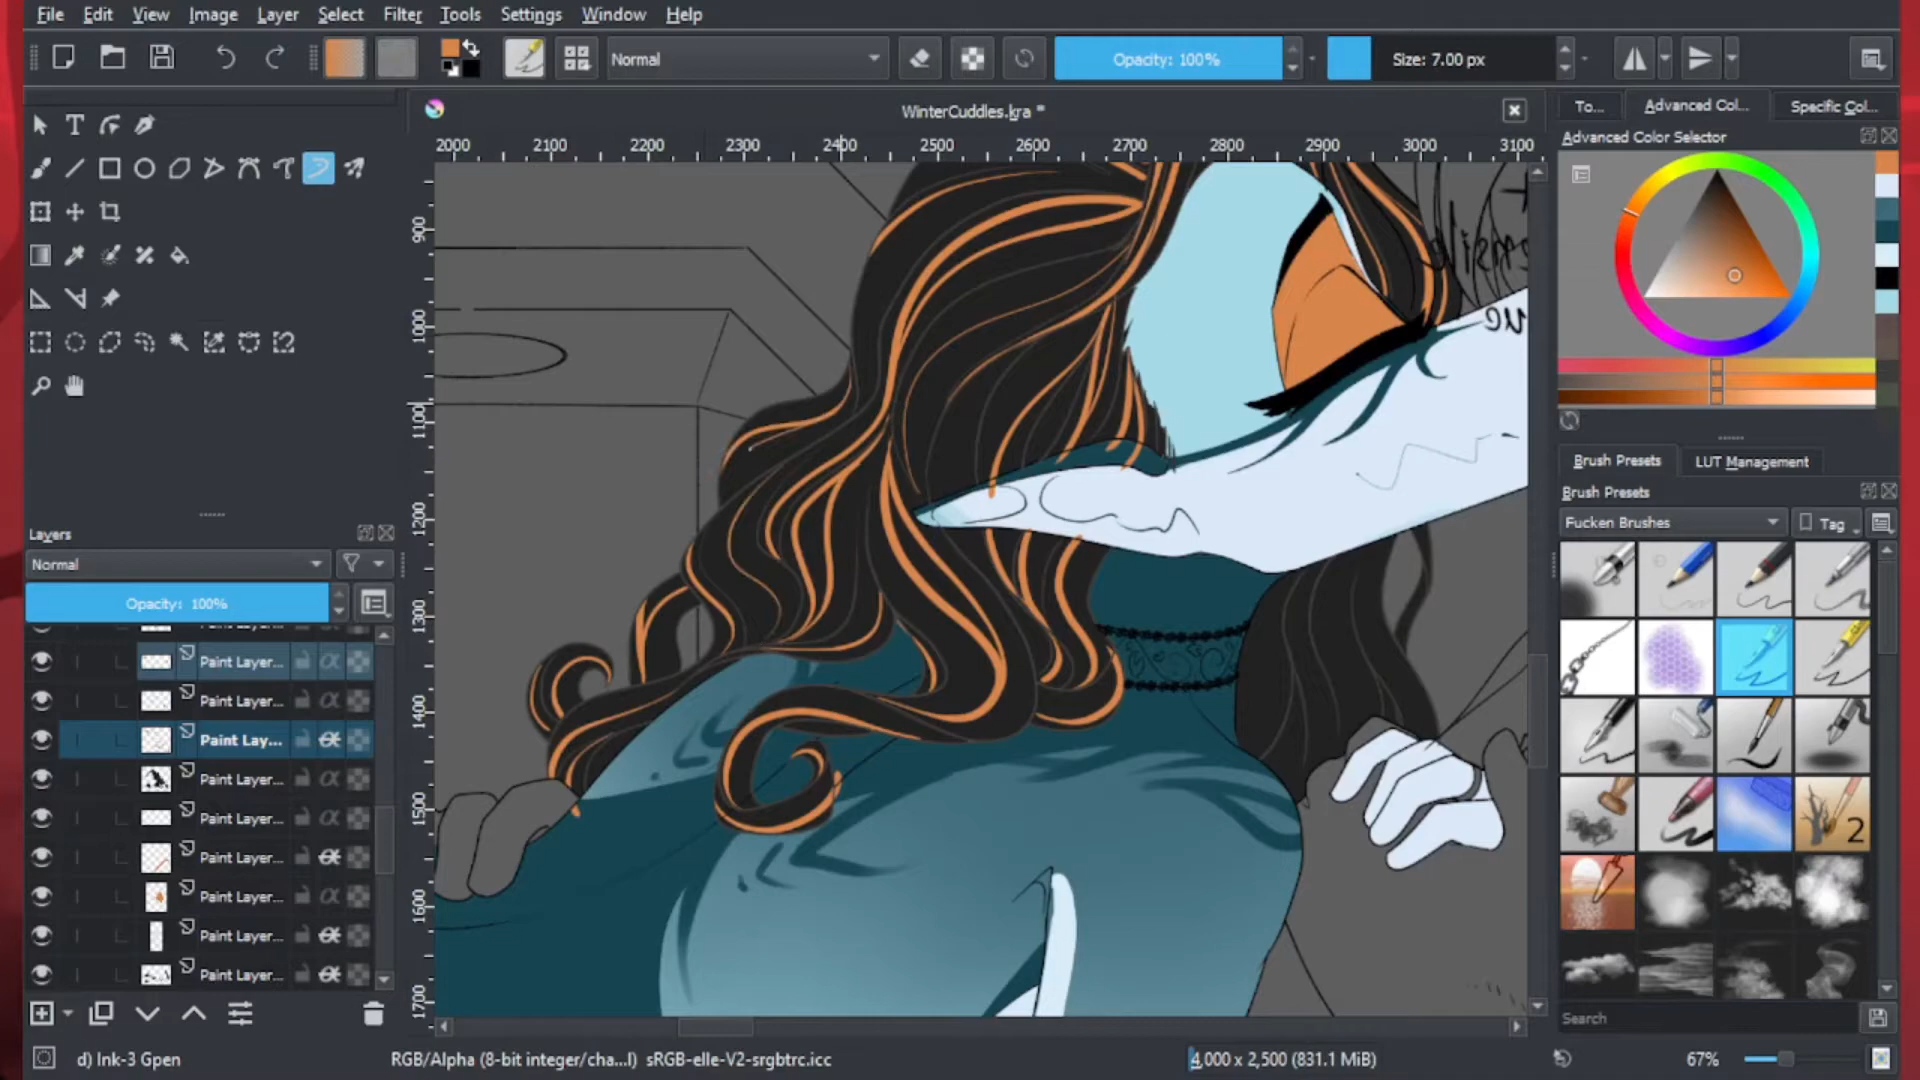 File Edit View Image Layer Select Filter Tools Settings Window Help
Normal Opacity: 100% Size: 7.00 px
WinterCuddles.kra *
To... Advanced Col... Specific Col...
Advanced Color Selector
2000 2100 2200 2300 2400 2500 2600 2700 2800 2900 3000 3100
900
1000
1100
1200
1300
1400
1500
1600
1700
Brush Presets LUT Management
Brush Presets
Fucken Brushes Tag
2
Search
Layers
Normal
Opacity: 100%
Paint Layer...
Paint Layer...
Paint Lay...
Paint Layer...
Paint Layer...
Paint Layer...
Paint Layer...
Paint Layer...
Paint Layer...
d) Ink-3 Gpen RGB/Alpha (8-bit integer/cha...l) sRGB-elle-V2-srgbtrc.icc 4,000 x 2,500 (831.1 MiB) 67%